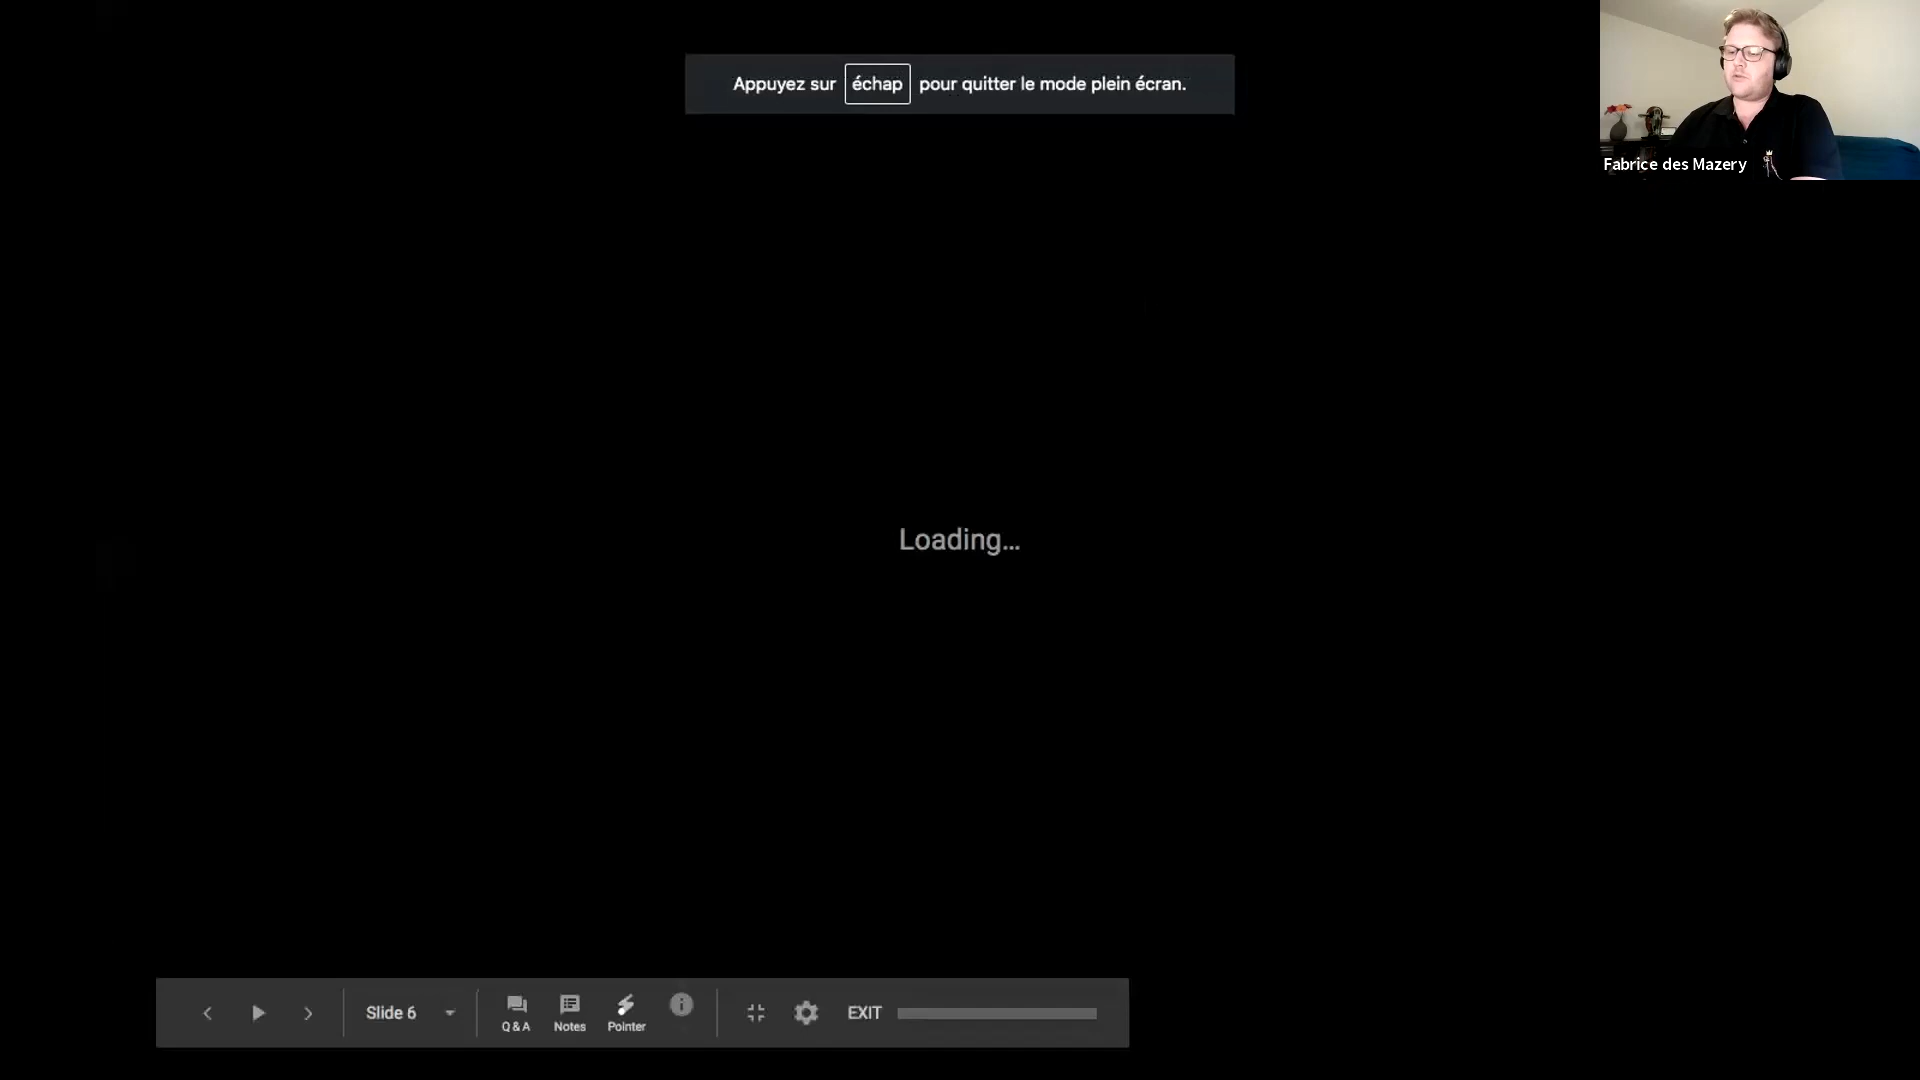 Appuyez sur échap pour quitter le mode plein écran.
Fabrice des Mazery
Loading...
Slide 6
Q & A
Notes
Pointer
EXIT